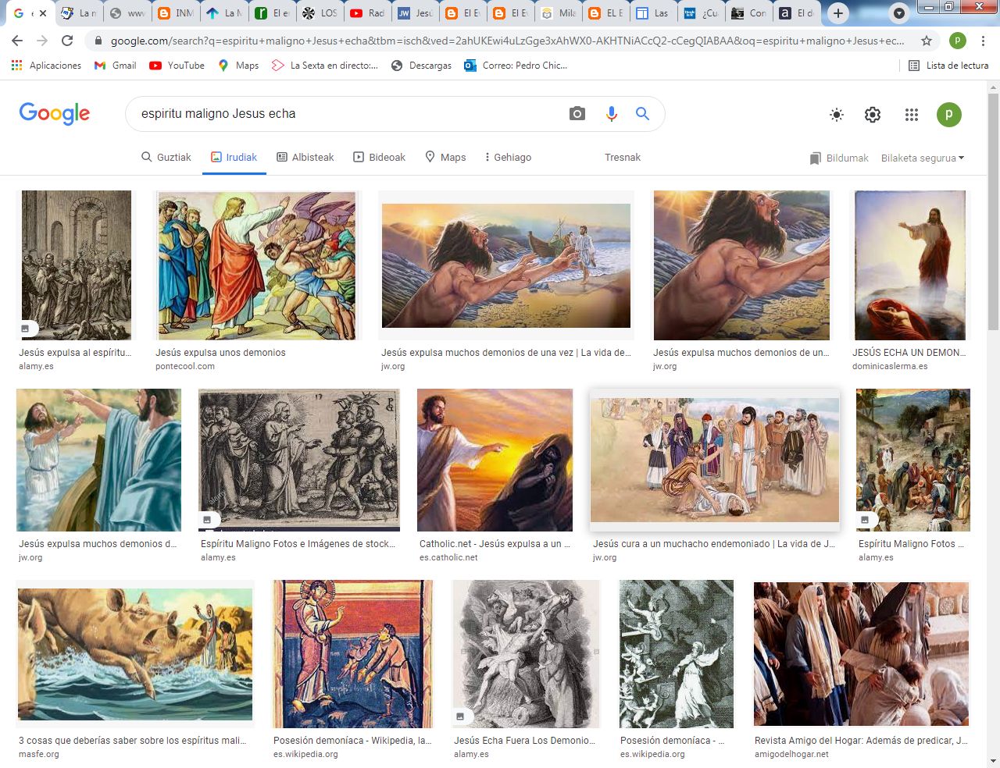 La n
www
INM
La M
El er
LOS
Rad
Jesú
El Ev
El Ev
Mila
EL E
Las
¿Cu
Con
El d
google.com/search?q=espiritu+maligno+Jesus+echa&tbm=isch&ved=2ahUKEwi4uLzGge3xAhWX0-AKHTNiACcQ2-cCegQIABAA&oq=espiritu+maligno+Jesus+ec...
p
Aplicaciones
Gmail
YouTube
Maps
La Sexta en directo:...
Descargas
Correo: Pedro Chic...
Lista de lectura
Google
espiritu maligno Jesus echa
p
Guztiak
Irudiak
Albisteak
Bideoak
Maps
Gehiago
Tresnak
Bildumak
Bilaketa segurua
Jesús expulsa al espíritu...
alamy.es
Jesús expulsa unos demonios
pontecool.com
Jesús expulsa muchos demonios de una vez | La vida de...
jw.org
Jesús expulsa muchos demonios de un...
jw.org
JESÚS ECHA UN DEMON...
dominicaslerma.es
Jesús expulsa muchos demonios d...
jw.org
Espíritu Maligno Fotos e Imágenes de stock...
alamy.es
Catholic.net - Jesús expulsa a un ...
es.catholic.net
Jesús cura a un muchacho endemoniado | La vida de J...
jw.org
Espíritu Maligno Fotos ...
alamy.es
3 cosas que deberías saber sobre los espíritus mali...
masfe.org
Posesión demoníaca - Wikipedia, la...
es.wikipedia.org
Jesús Echa Fuera Los Demonio...
alamy.es
Posesión demoníaca - ...
es.wikipedia.org
Revista Amigo del Hogar: Además de predicar, J...
amigodelhogar.net